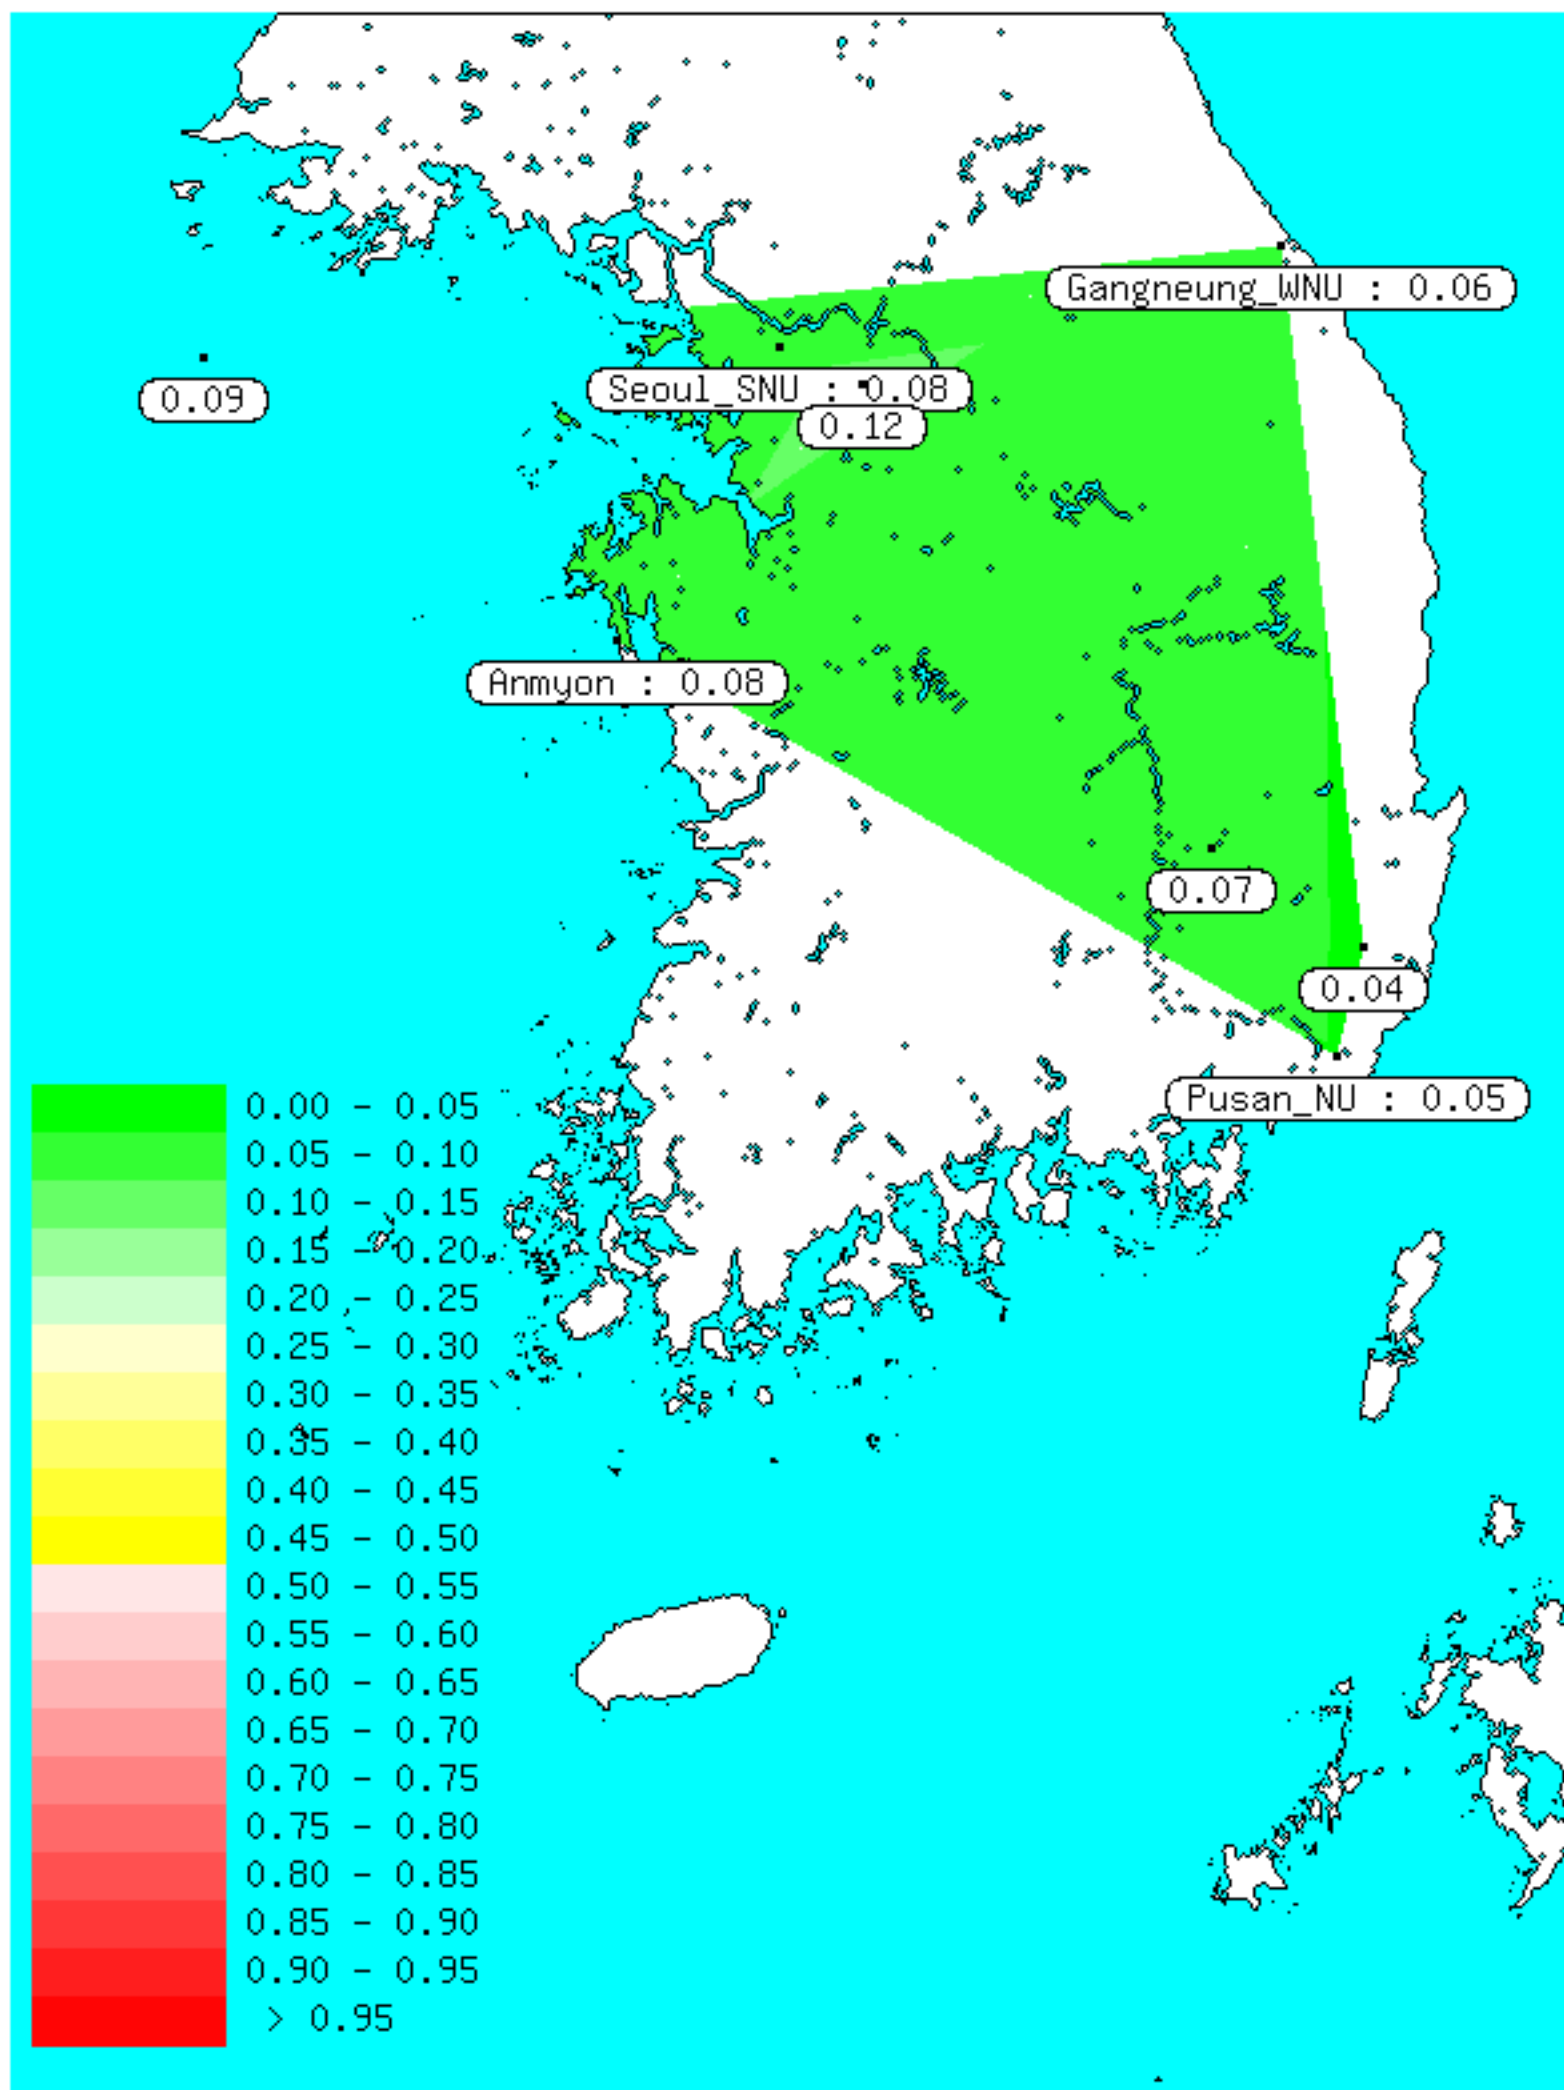 Gangneung_WNU : 0.06
0.09
Seoul_SNU : 0.08
0.12
Anmyon : 0.08
0.07
0.04
Pusan_NU : 0.05
0.00 - 0.05
0.05 - 0.10
0.10 - 0.15
0.15 - 0.20
0.20 - 0.25
0.25 - 0.30
0.30 - 0.35
0.35 - 0.40
0.40 - 0.45
0.45 - 0.50
0.50 - 0.55
0.55 - 0.60
0.60 - 0.65
0.65 - 0.70
0.70 - 0.75
0.75 - 0.80
0.80 - 0.85
0.85 - 0.90
0.90 - 0.95
> 0.95